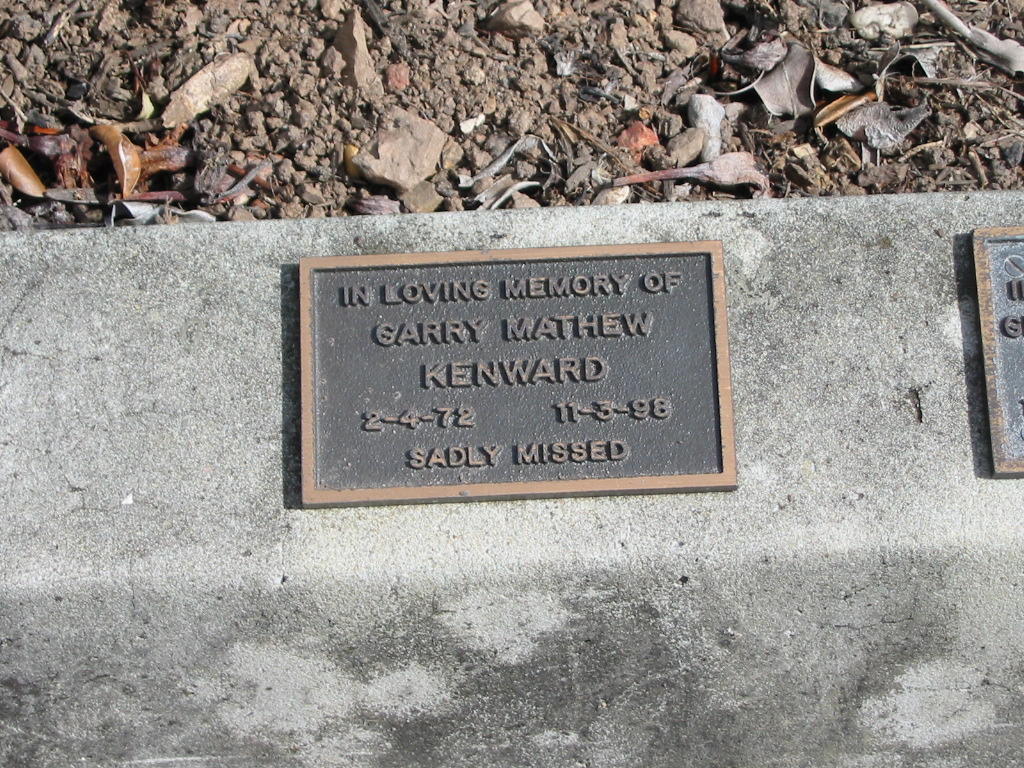 IN LOVING MEMORY OF
GARRY MATHEW
KENWARD
2-4-72 11-3-98
SADLY MISSED